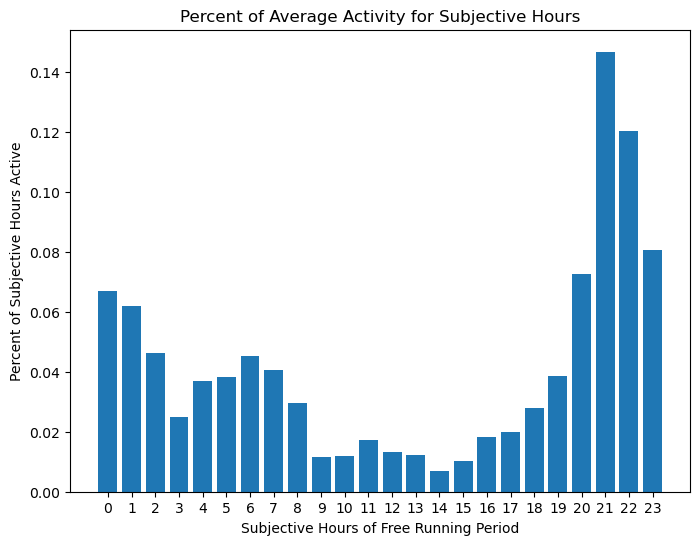 Percent of Average Activity for Subjective Hours
Percent of Subjective Hours Active
0.14
0.12
0.10
0.08
0.06
0.04
0.02
0.00
0 1 2 3 4 5 6 7 8 9 10 11 12 13 14 15 16 17 18 19 20 21 22 23
Subjective Hours of Free Running Period